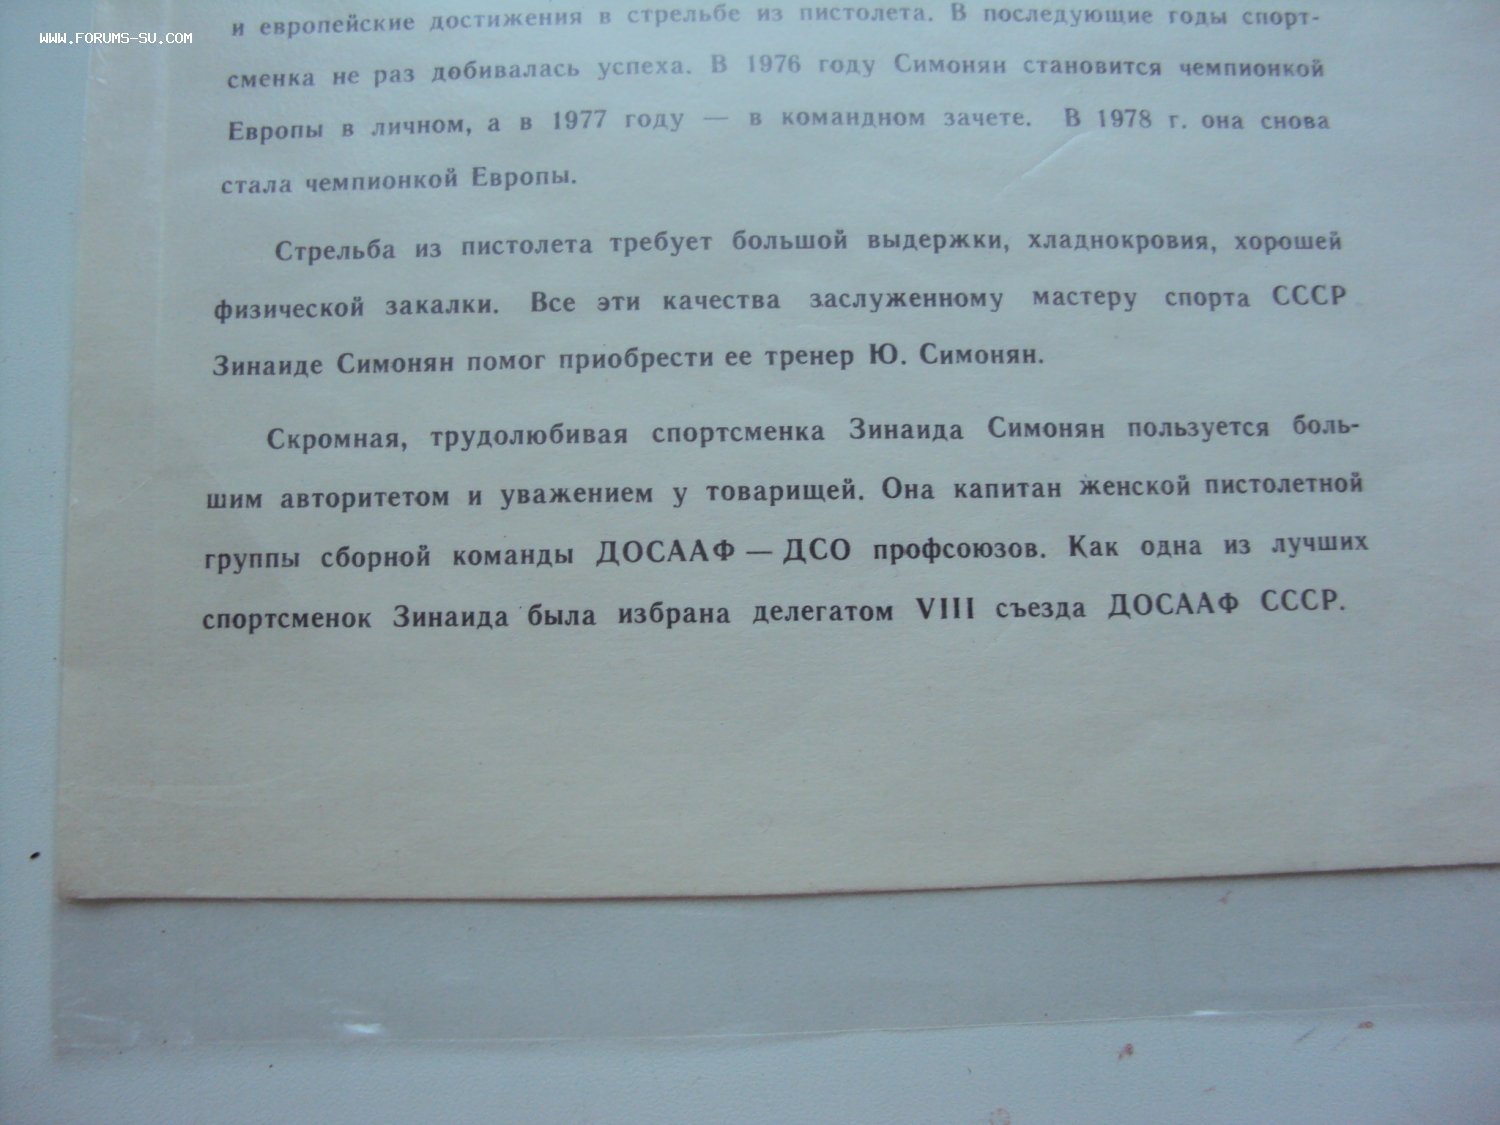 WWW.FORUMS-SU.COM
и европейские достижения в стрельбе из пистолета. В последующие годы спорт-
сменка не раз добивалась успеха. В 1976 году Симонян становится чемпионкой
Европы в личном, а в 1977 году — в командном зачете. В 1978 г. она снова
стала чемпионкой Европы.
Стрельба из пистолета требует большой выдержки, хладнокровия, хорошей
физической закалки. Все эти качества заслуженному мастеру спорта СССР
Зинаиде Симонян помог приобрести ее тренер Ю. Симонян.
Скромная, трудолюбивая спортсменка Зинаида Симонян пользуется боль-
шим авторитетом и уважением у товарищей. Она капитан женской пистолетной
группы сборной команды ДОСААФ — ДСО профсоюзов. Как одна из лучших
спортсменок Зинаида была избрана делегатом VIII съезда ДОСААФ СССР.